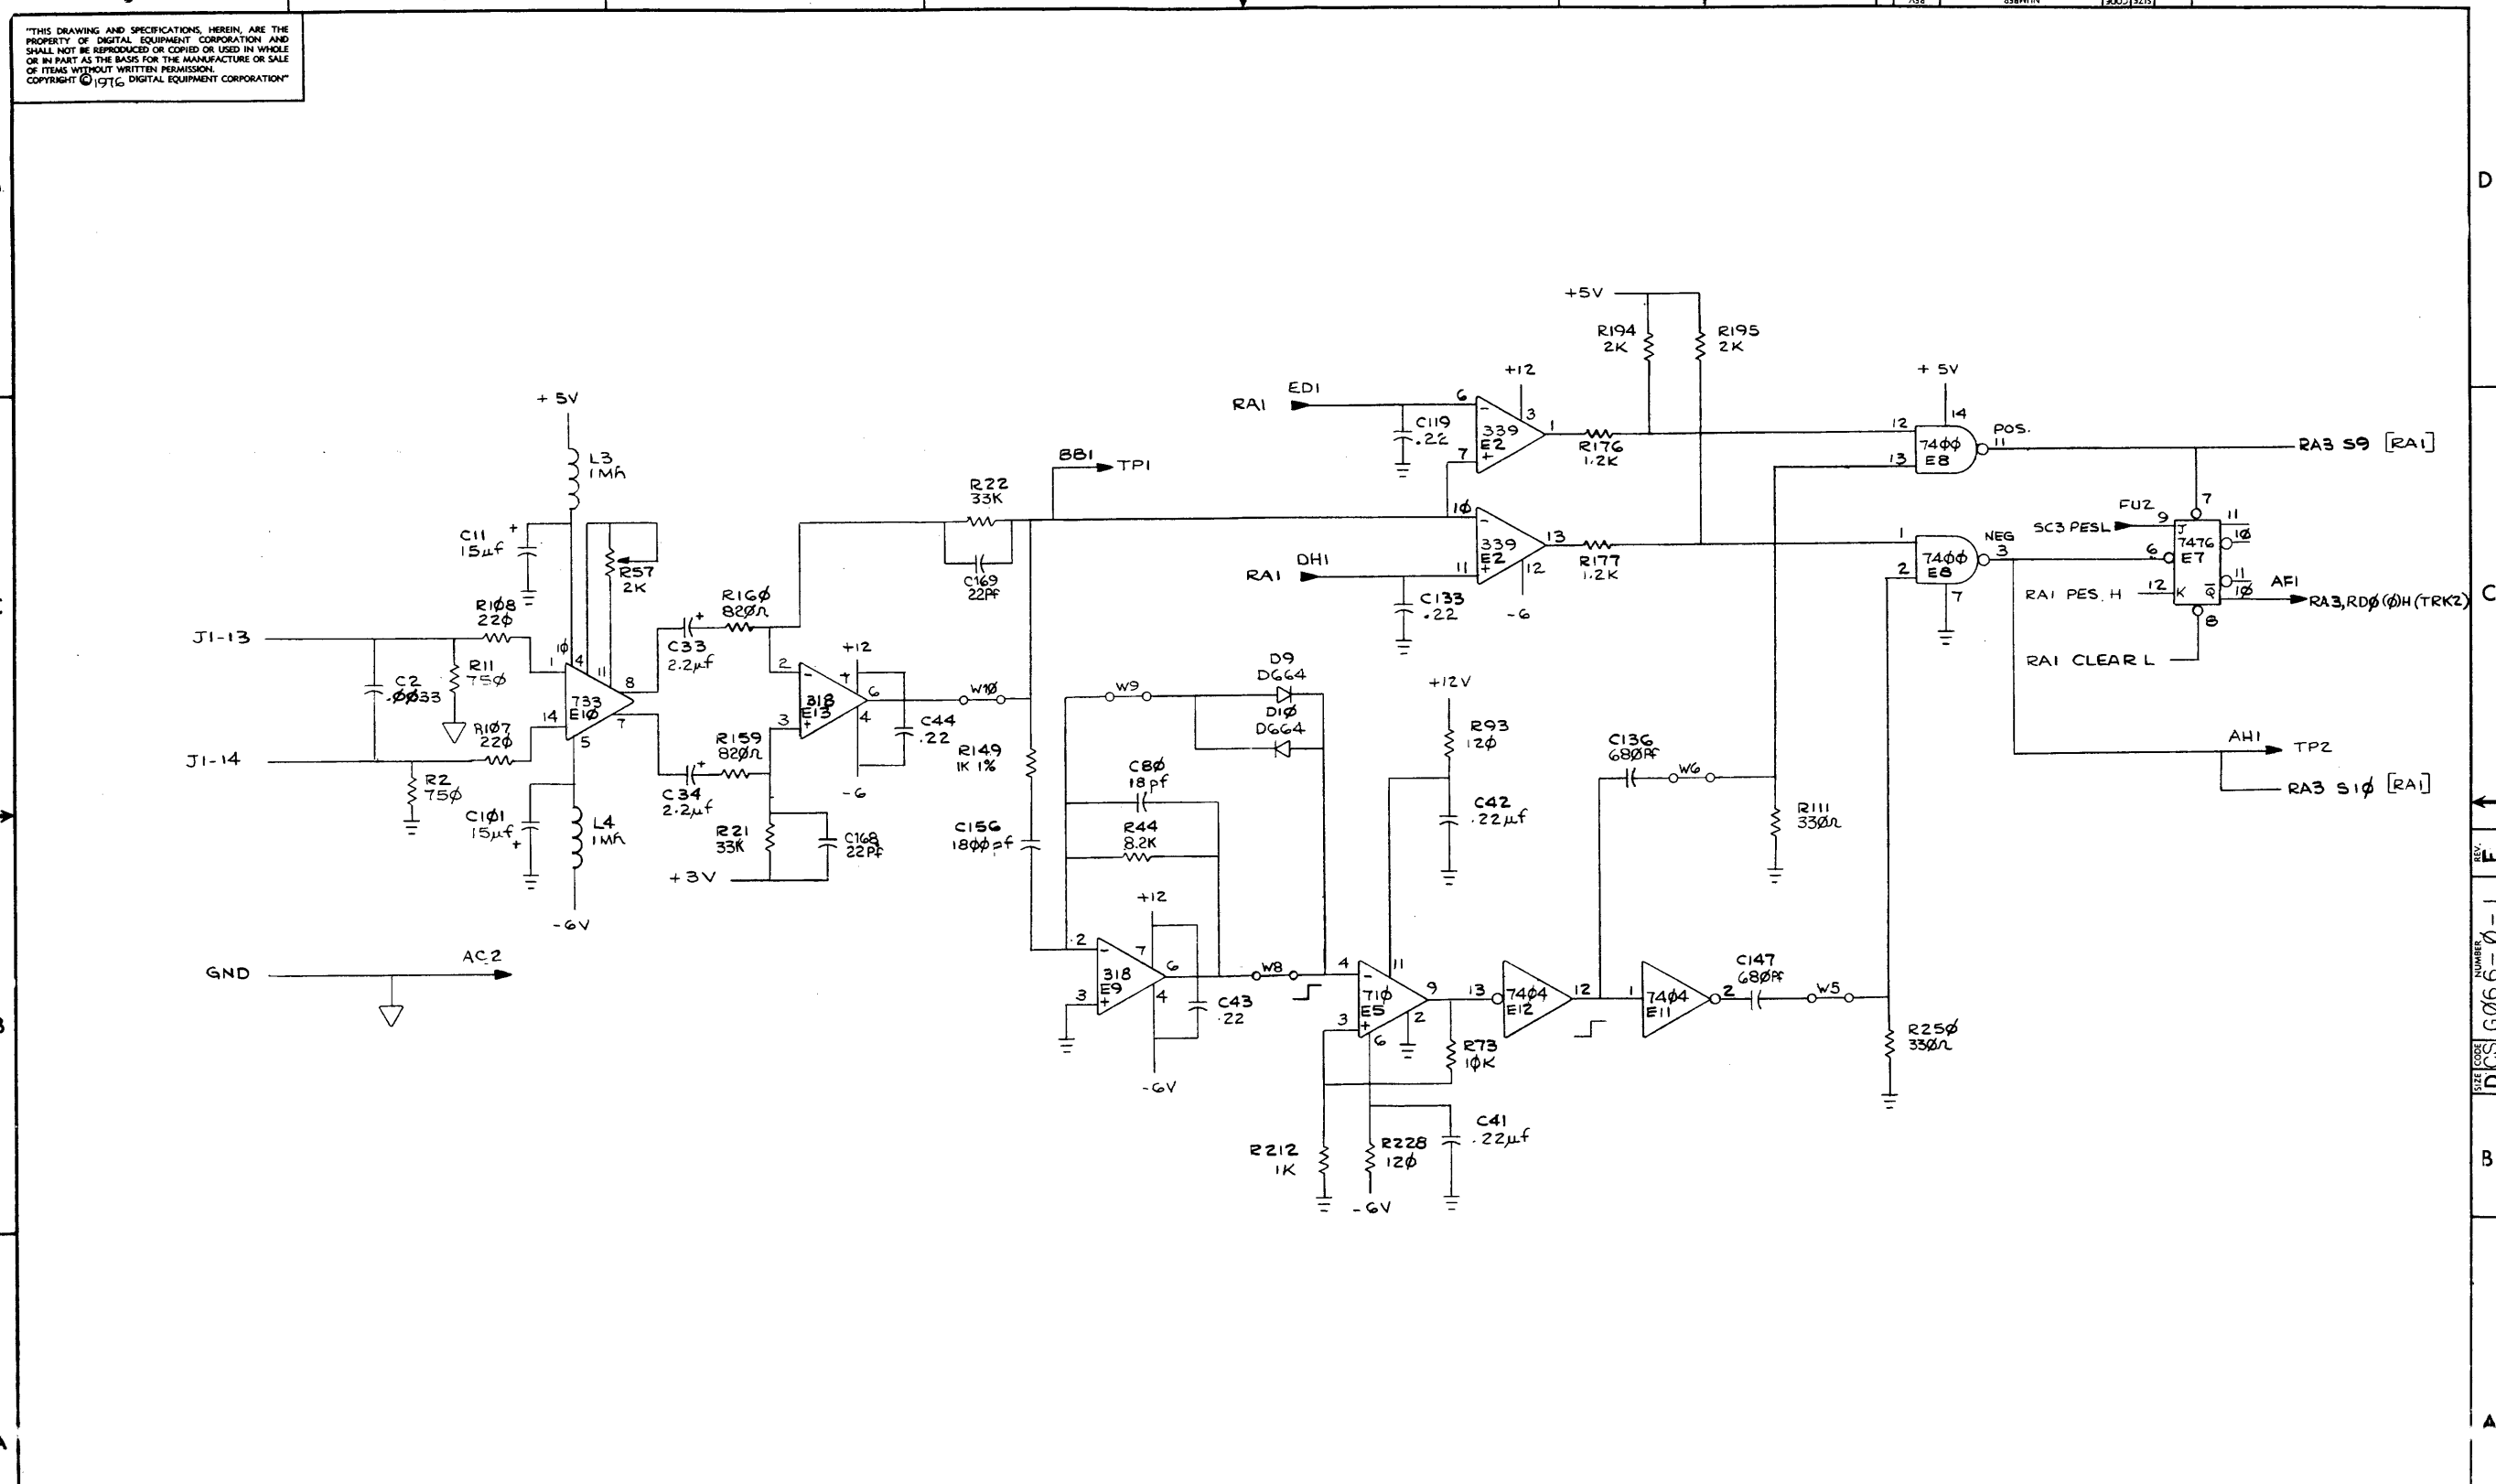 "THIS DRAWING AND SPECIFICATIONS, HEREIN, ARE THE
PROPERTY OF DIGITAL EQUIPMENT CORPORATION AND
SHALL NOT BE REPRODUCED OR COPIED OR USED IN WHOLE
OR IN PART AS THE BASIS FOR THE MANUFACTURE OR SALE
OF ITEMS WITHOUT WRITTEN PERMISSION.
COPYRIGHT © 1976 DIGITAL EQUIPMENT CORPORATION"
D
+5V
R194
2K
R195
2K
+12
+ 5V
ED1
RA1
6
3
C119
.22
339
E2
7
1
R176
1.2K
12
14
7400
E8
13
POS.
11
RA3 S9 [RA1]
+ 5V
L3
1Mh
BB1
TP1
R22
33K
C169
22Pf
10
339
E2
13
11
12
-6
R177
1.2K
DH1
RA1
C133
.22
1
7400
E8
2
7
NEG
3
FU2
SC3 PESL
9
7
J
7476
E7
6
11
10
RA1 PES. H
12
K
Q
11
10
AF1
RA3,RD0(0)H(TRK2)
8
RA1 CLEAR L
C
C11
15µf
R57
2K
R108
220
J1-13
C2
.0033
R11
750
10
1
4
11
733
E10
8
14
7
5
R107
220
J1-14
R2
750
C101
15µf
L4
1Mh
-6V
C33
2.2µf
R160
820Ω
C34
2.2µf
R159
820Ω
2
318
E13
3
+12
6
4
-6
C44
.22
W10
R21
33K
C168
22Pf
+3V
R149
1K 1%
C156
1800pf
W9
D9
D664
D10
D664
C80
18pf
R44
8.2K
+12V
R93
120
C42
.22µf
C136
680Pf
W6
R111
330Ω
AH1
TP2
RA3 S10 [RA1]
GND
AC2
+12
2
7
318
E9
3
6
4
C43
.22
-6V
W8
4
11
710
E5
3
9
2
6
R73
10K
13
7404
E12
12
1
7404
E11
2
C147
680Pf
W5
R250
330Ω
R212
1K
R228
120
C41
.22µf
-6V
REV.
F
NUMBER
G066-0-1
CODE
CS
SIZE
D
B
A